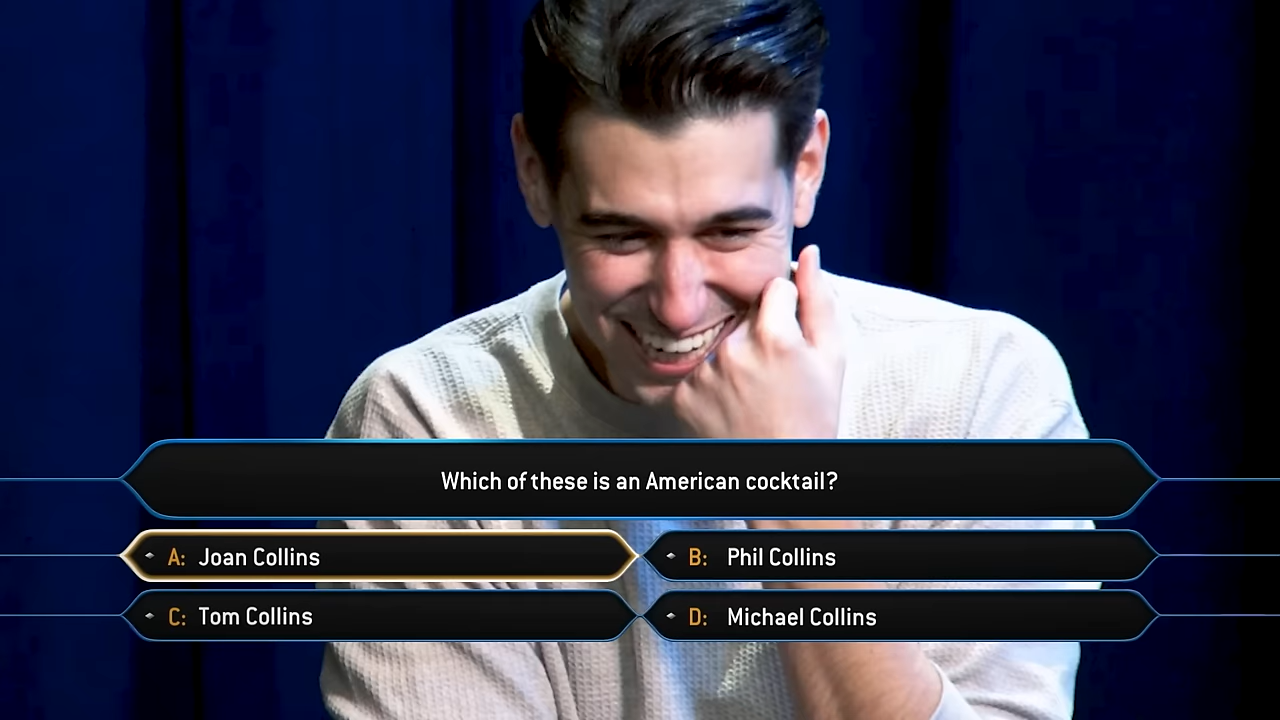 Which of these is an American cocktail?
A: Joan Collins
B: Phil Collins
C: Tom Collins
D: Michael Collins